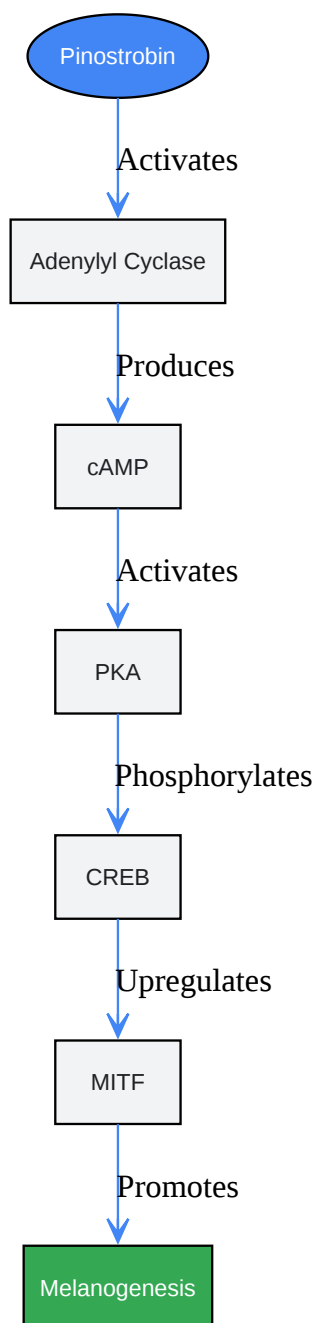 Pinostrobin
Activates
Adenylyl Cyclase
Produces
cAMP
Activates
PKA
Phosphorylates
CREB
Upregulates
MITF
Promotes
Melanogenesis